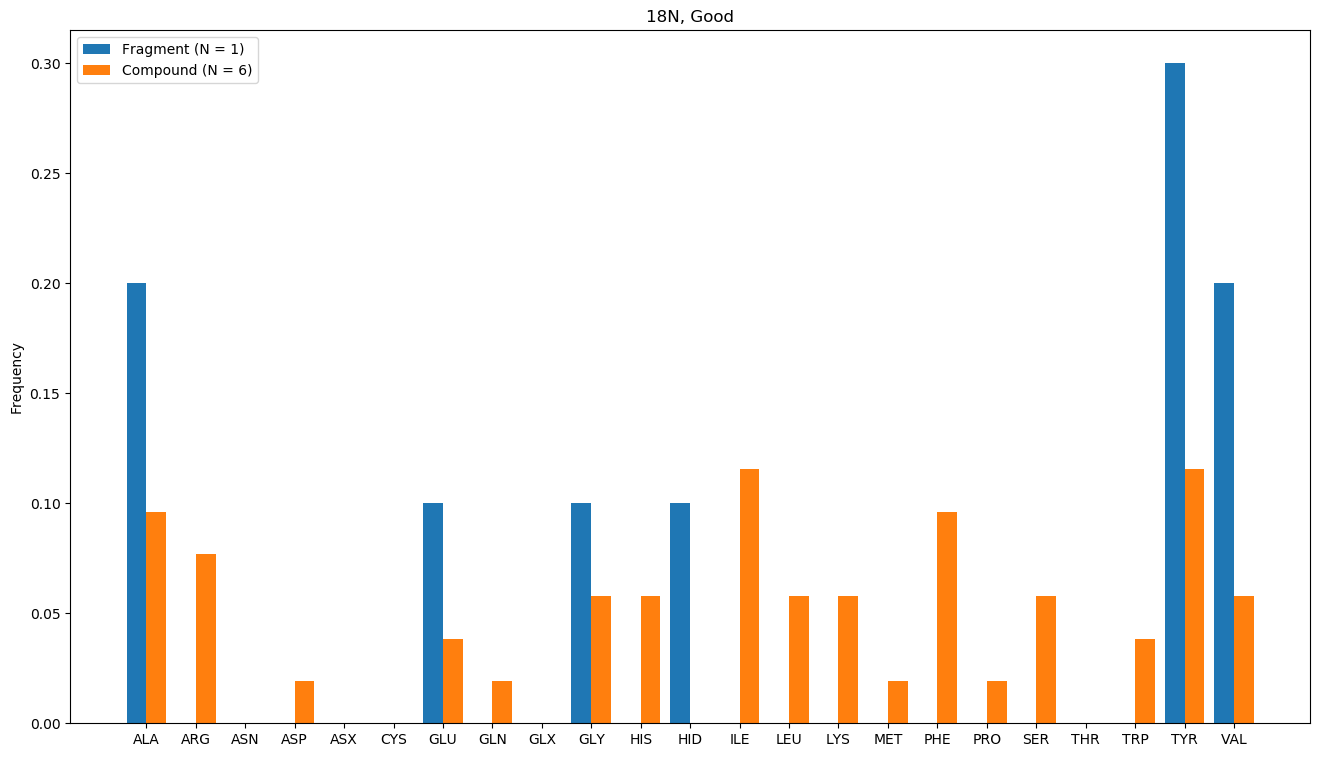 18N, Good
Fragment (N = 1)
Compound (N = 6)
Frequency
0.30
0.25
0.20
0.15
0.10
0.05
0.00
ALA ARG ASN ASP ASX CYS GLU GLN GLX GLY HIS HID ILE LEU LYS MET PHE PRO SER THR TRP TYR VAL